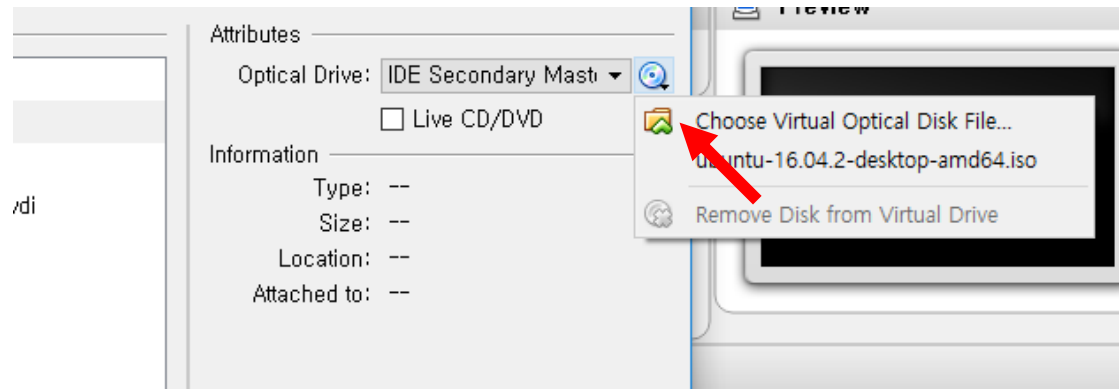 Preview
Attributes
Optical Drive: IDE Secondary Mast
Live CD/DVD
Choose Virtual Optical Disk File...
ubuntu-16.04.2-desktop-amd64.iso
Information
Type: --
vdi
Size: --
Remove Disk from Virtual Drive
Location: --
Attached to: --